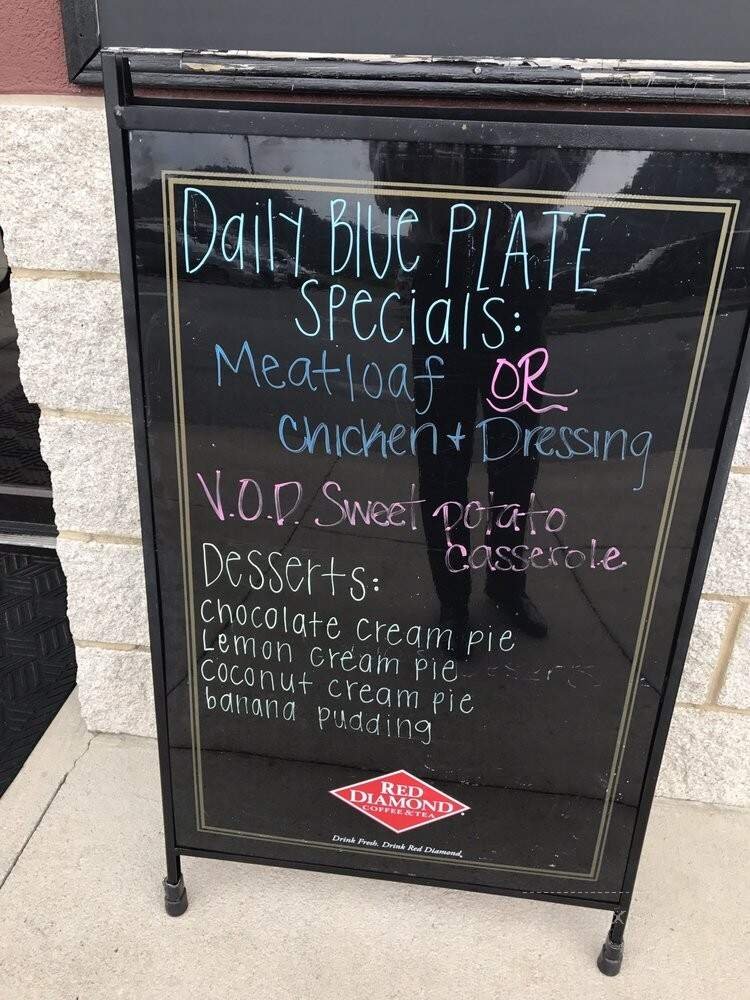 Daily Blue PLATE
Specials:
Meatloaf OR
Chicken + Dressing
V.O.D. Sweet potato
Casserole
Desserts:
Chocolate cream pie
Lemon cream Pie
Coconut cream pie
banana pudding
RED
DIAMOND
COFFEE & TEA
Drink Fresh. Drink Red Diamond.